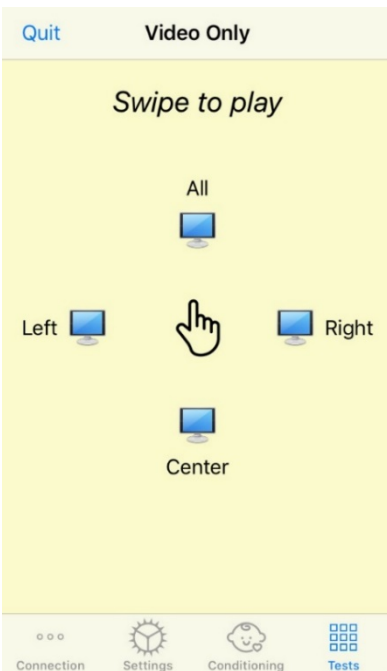 Quit Video Only
Swipe to play
All
Left Right
Center
Connection Settings Conditioning Tests